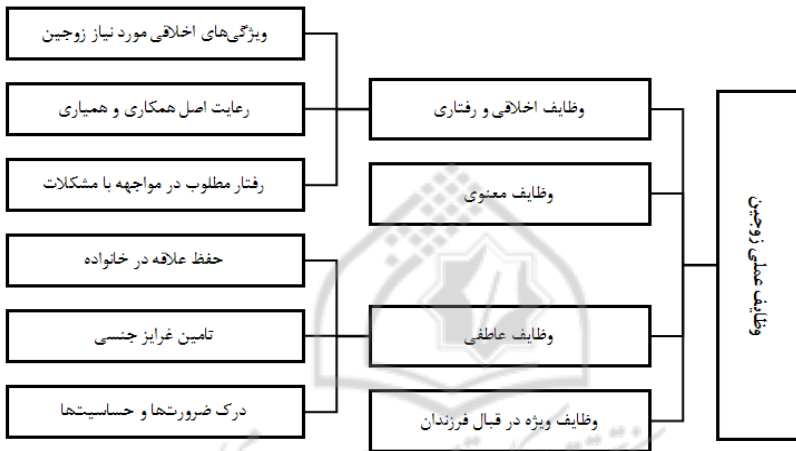 وظایف عملی زوجین
وظایف اخلاقی و رفتاری
ویژگی‌های اخلاقی مورد نیاز زوجین
رعایت اصل همکاری و همیاری
رفتار مطلوب در مواجهه با مشکلات
وظایف معنوی
وظایف عاطفی
حفظ علاقه در خانواده
تامین غرایز جنسی
درک ضرورت‌ها و حساسیت‌ها
وظایف ویژه در قبال فرزندان